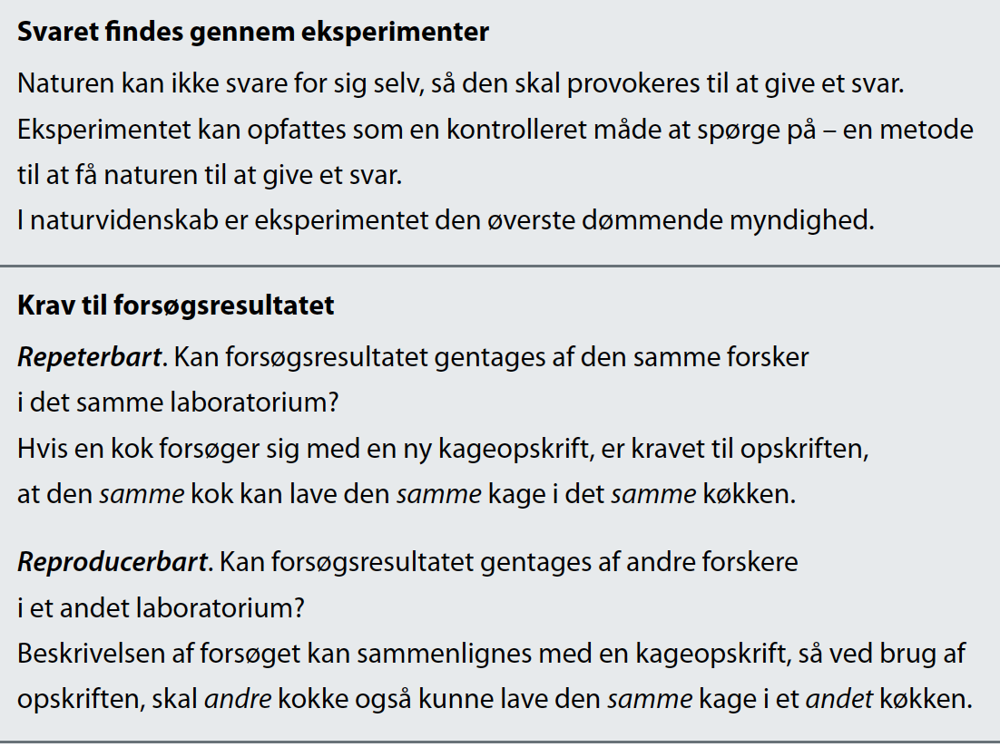 Svaret findes gennem eksperimenter
Naturen kan ikke svare for sig selv, så den skal provokeres til at give et svar.
Eksperimentet kan opfattes som en kontrolleret måde at spørge på – en metode
til at få naturen til at give et svar.
I naturvidenskab er eksperimentet den øverste dømmende myndighed.
Krav til forsøgsresultatet
Repeterbart. Kan forsøgsresultatet gentages af den samme forsker
i det samme laboratorium?
Hvis en kok forsøger sig med en ny kageopskrift, er kravet til opskriften,
at den samme kok kan lave den samme kage i det samme køkken.
Reproducerbart. Kan forsøgsresultatet gentages af andre forskere
i et andet laboratorium?
Beskrivelsen af forsøget kan sammenlignes med en kageopskrift, så ved brug af
opskriften, skal andre kokke også kunne lave den samme kage i et andet køkken.